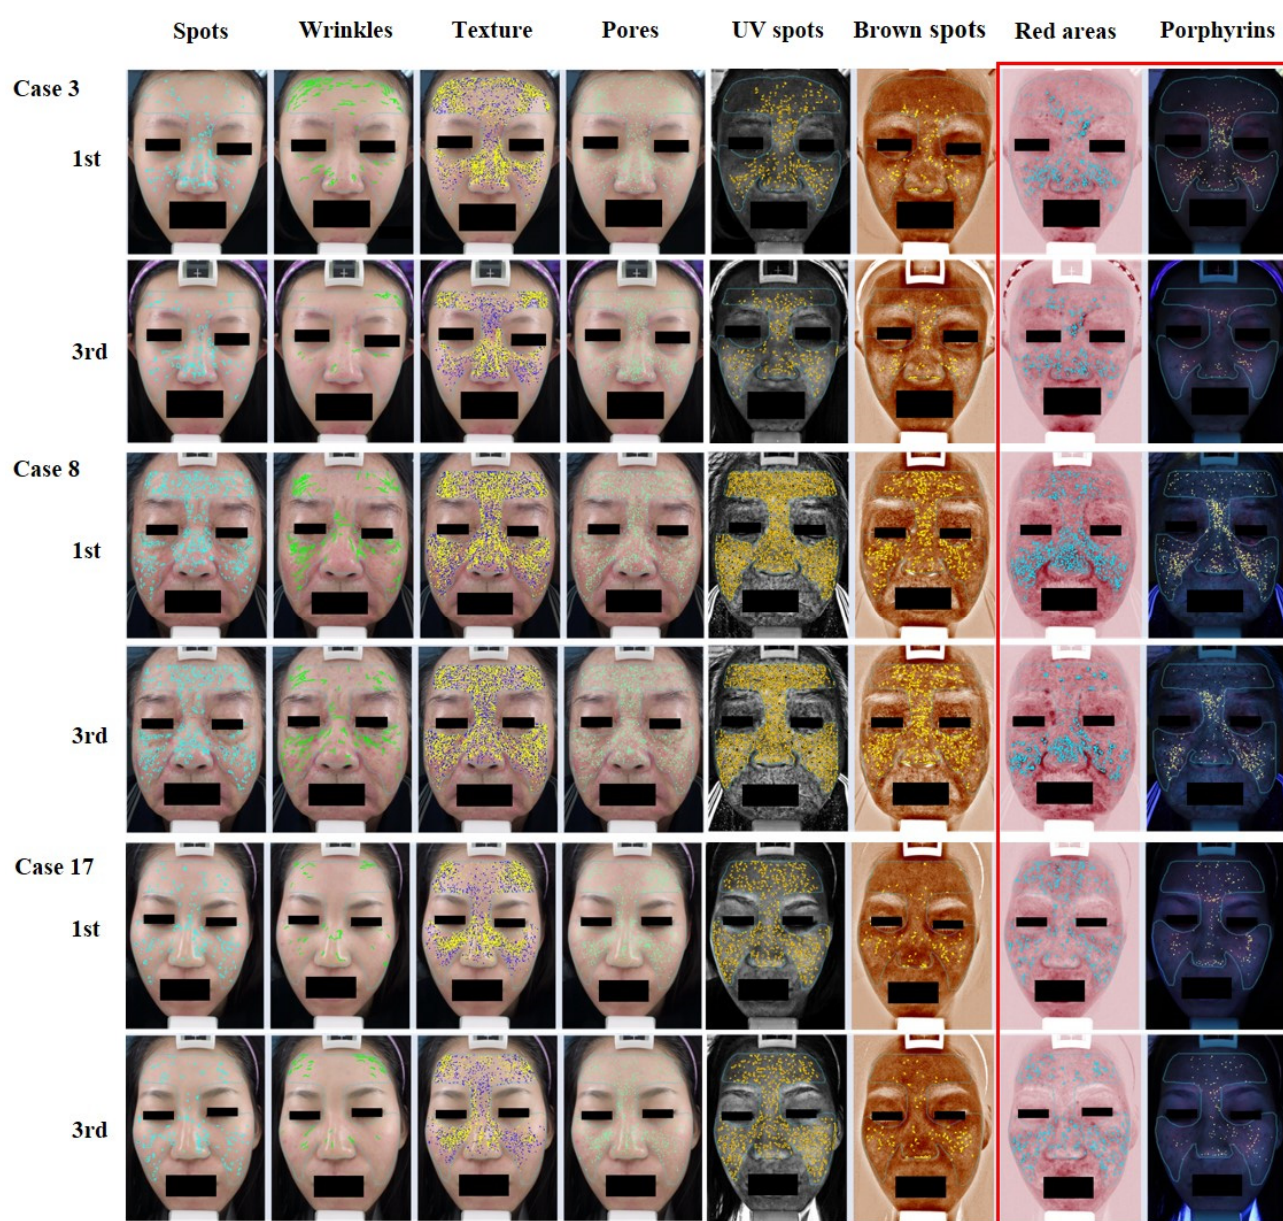 Spots Wrinkles Texture Pores UV spots Brown spots Red areas Porphyrins
Case 3
1st
3rd
Case 8
1st
3rd
Case 17
1st
3rd